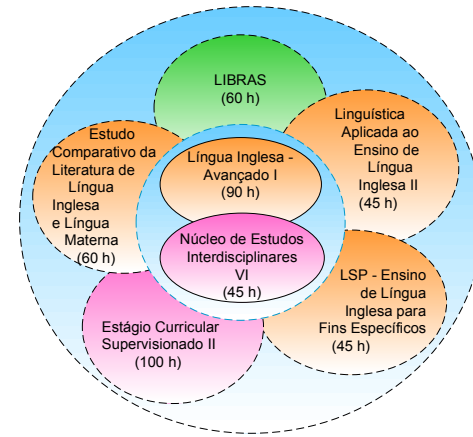 LIBRAS
(60 h)
Estudo
Comparativo da
Literatura de
Língua
Inglesa
e Língua
Materna
(60 h)
Linguística
Aplicada ao
Ensino de
Língua
Inglesa II
(45 h)
Língua Inglesa -
Avançado I
(90 h)
Núcleo de Estudos
Interdisciplinares
VI
(45 h)
LSP - Ensino
de Língua
Inglesa para
Fins Específicos
(45 h)
Estágio Curricular
Supervisionado II
(100 h)